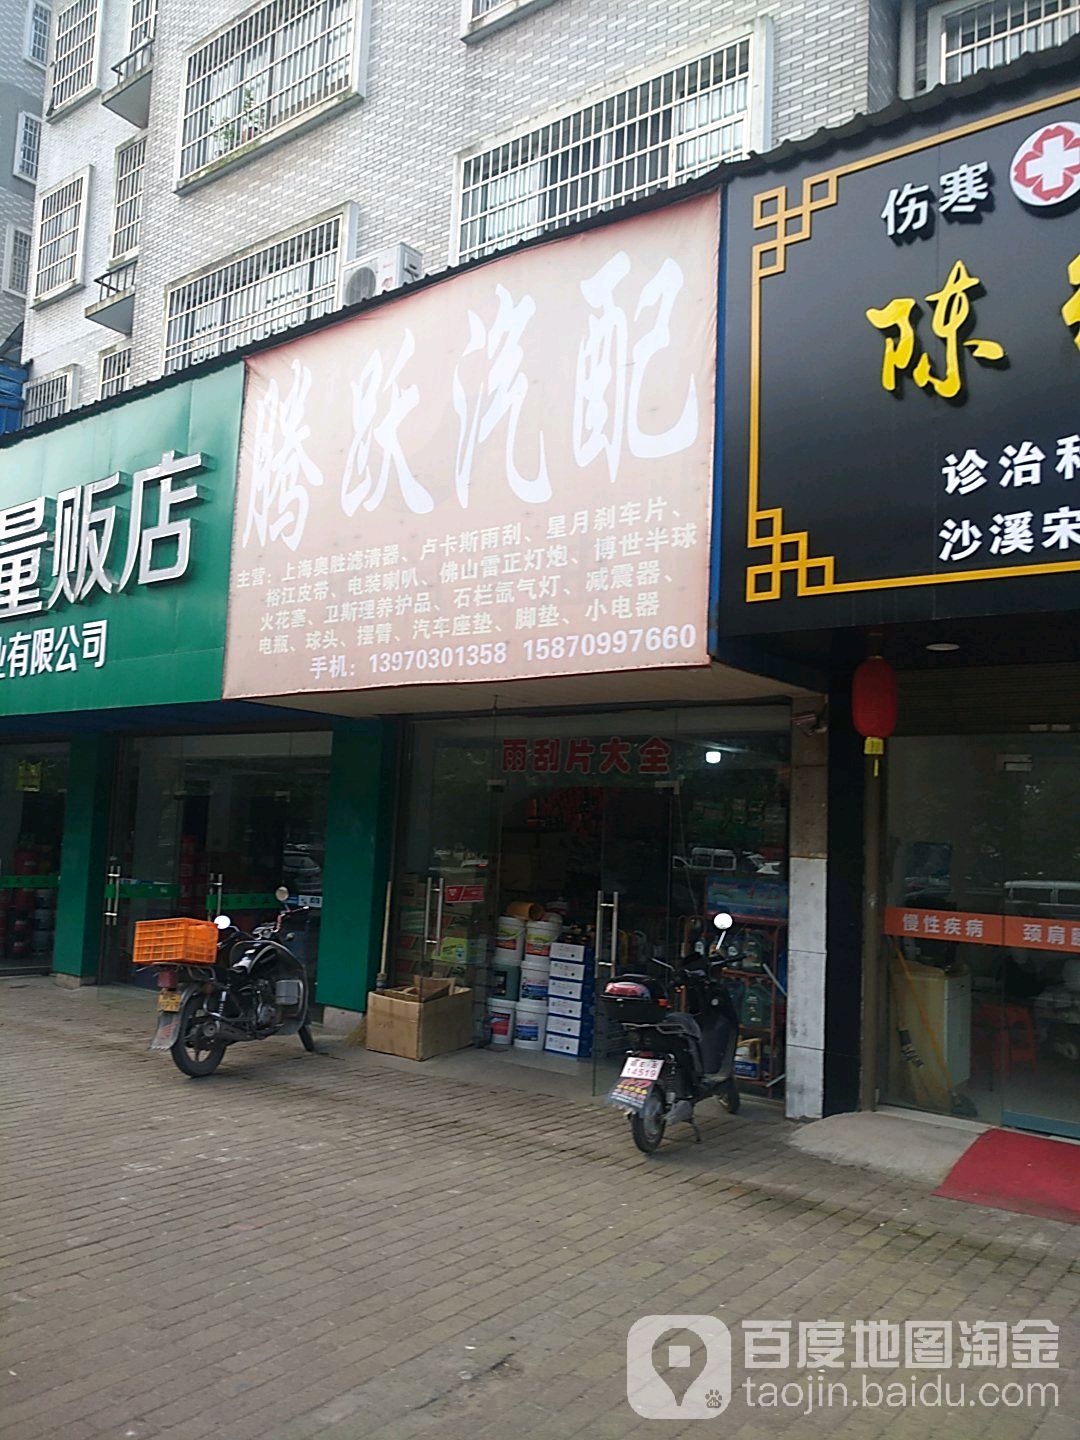 量贩店
业有限公司
腾跃汽配
主营：上海奥胜滤清器、卢卡斯雨刮、星月刹车片、
裕江皮带、电装喇叭、佛山雷正灯炮、博世半球
火花塞、卫斯理养护品、石栏氙气灯、减震器、
电瓶、球头、摆臂、汽车座垫、脚垫、小电器
手机：13970301358 15870997660
伤寒
陈
诊治和
沙溪宋
雨刮片大全
慢性疾病
颈肩
14519
百度地图淘金
taojin.baidu.com